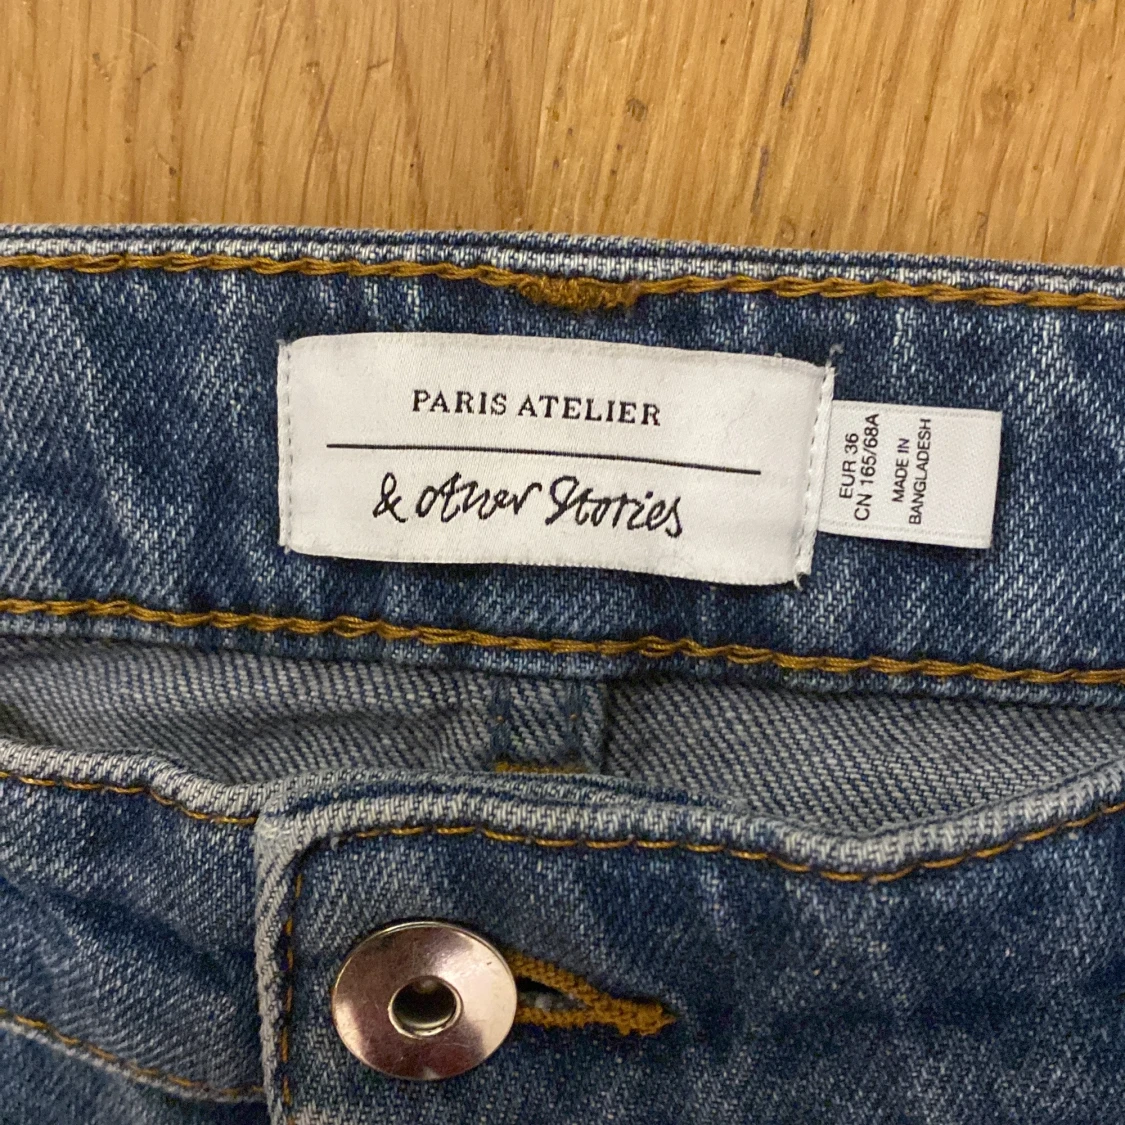 PARIS ATELIER
& other Stories
EUR 36
CN 165/68A
MADE IN
BANGLADESH